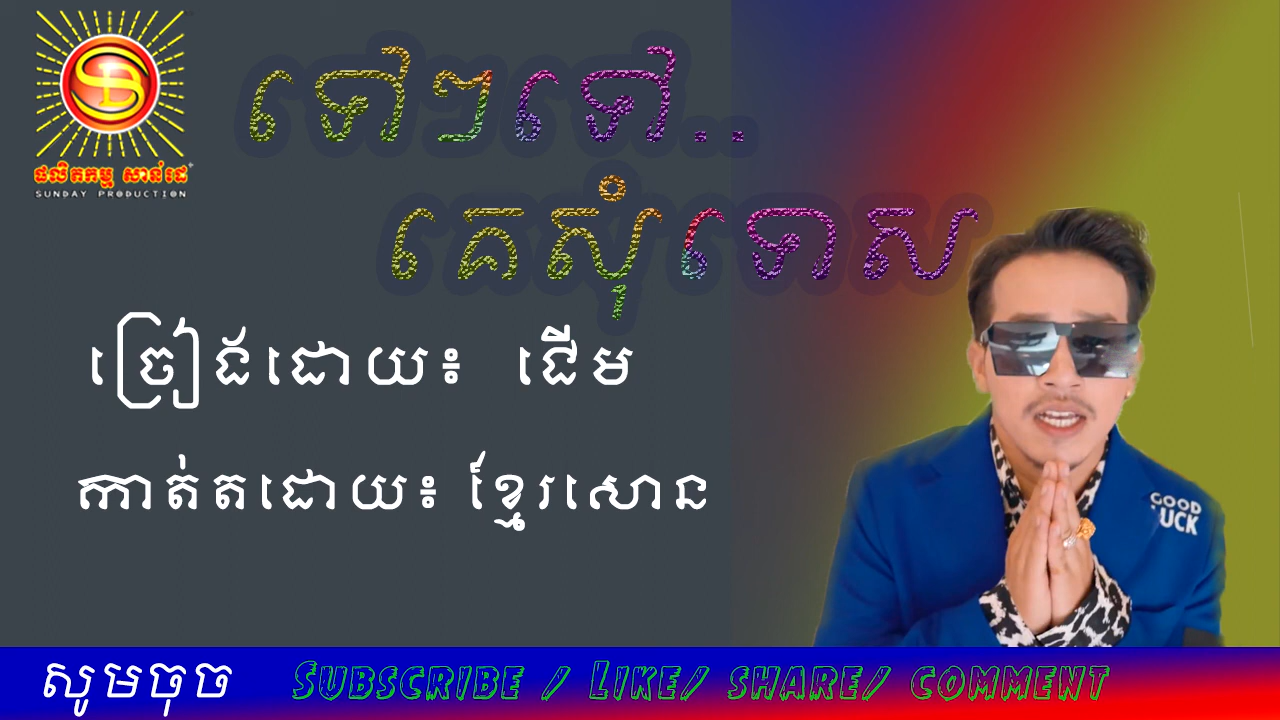 ផលិតកម្ម សាន់ដេ
SUNDAY PRODUCTION
ទៅៗទៅ..
គេសុំទោស
ច្រៀងដោយ៖ ដើម
កាត់តដោយ៖ ខ្មែរសោន
GOOD
LUCK
សូមចុច SUBSCRIBE / LIKE/ SHARE/ COMMENT